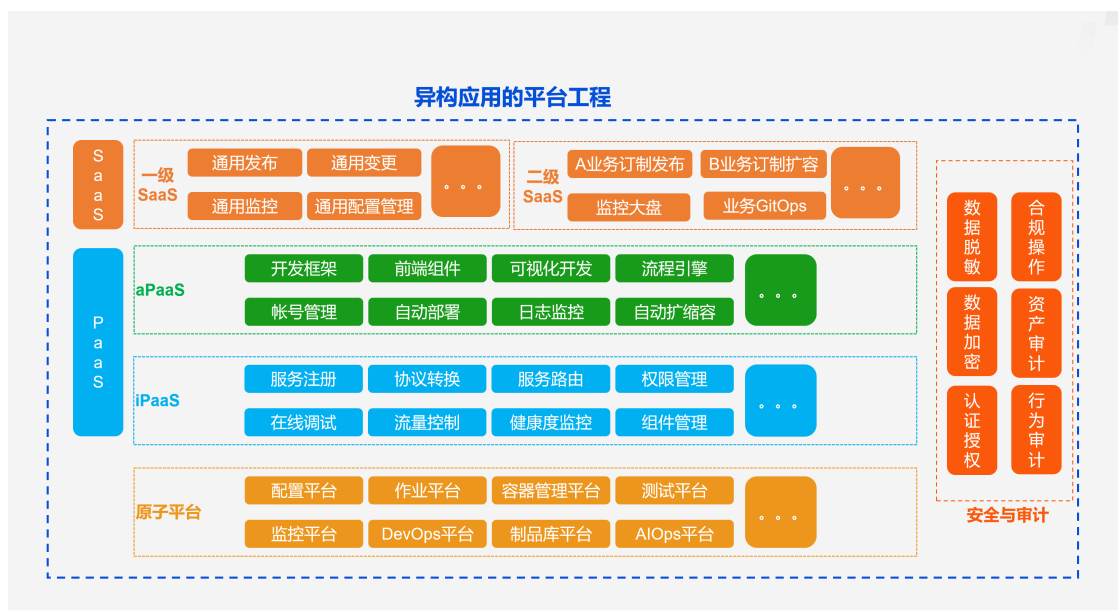 异构应用的平台工程
SaaS
一级
SaaS
通用发布
通用变更
通用监控
通用配置管理
。。。
二级
SaaS
A业务订制发布
B业务订制扩容
监控大盘
业务GitOps
。。。
PaaS
aPaaS
开发框架
前端组件
可视化开发
流程引擎
帐号管理
自动部署
日志监控
自动扩缩容
。。。
iPaaS
服务注册
协议转换
服务路由
权限管理
在线调试
流量控制
健康度监控
组件管理
。。。
原子平台
配置平台
作业平台
容器管理平台
测试平台
监控平台
DevOps平台
制品库平台
AIOps平台
。。。
数据脱敏
合规操作
数据加密
资产审计
认证授权
行为审计
安全与审计